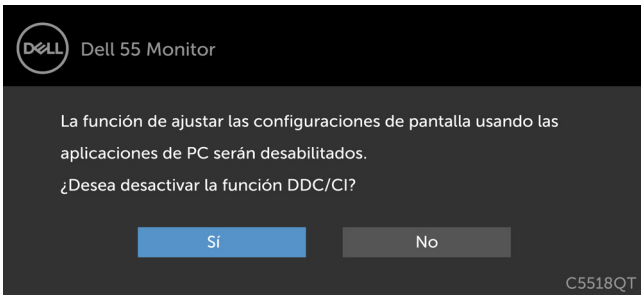 DELL Dell 55 Monitor
La función de ajustar las configuraciones de pantalla usando las
aplicaciones de PC serán desabilitados.
¿Desea desactivar la función DDC/CI?
Sí No
C5518QT